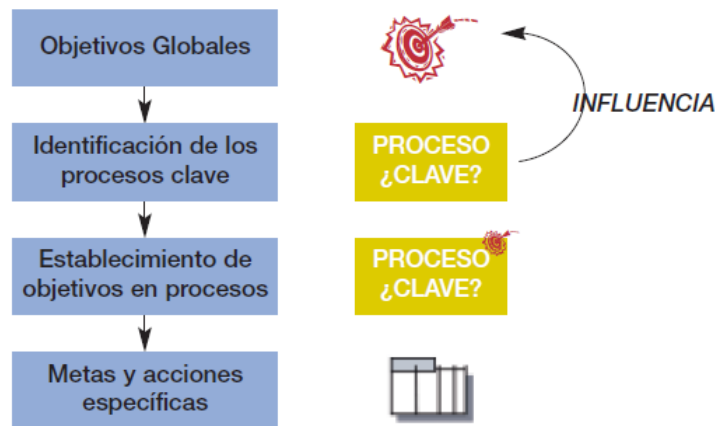 Objetivos Globales
INFLUENCIA
Identificación de los
procesos clave
PROCESO
¿CLAVE?
Establecimiento de
objetivos en procesos
PROCESO
¿CLAVE?
Metas y acciones
específicas